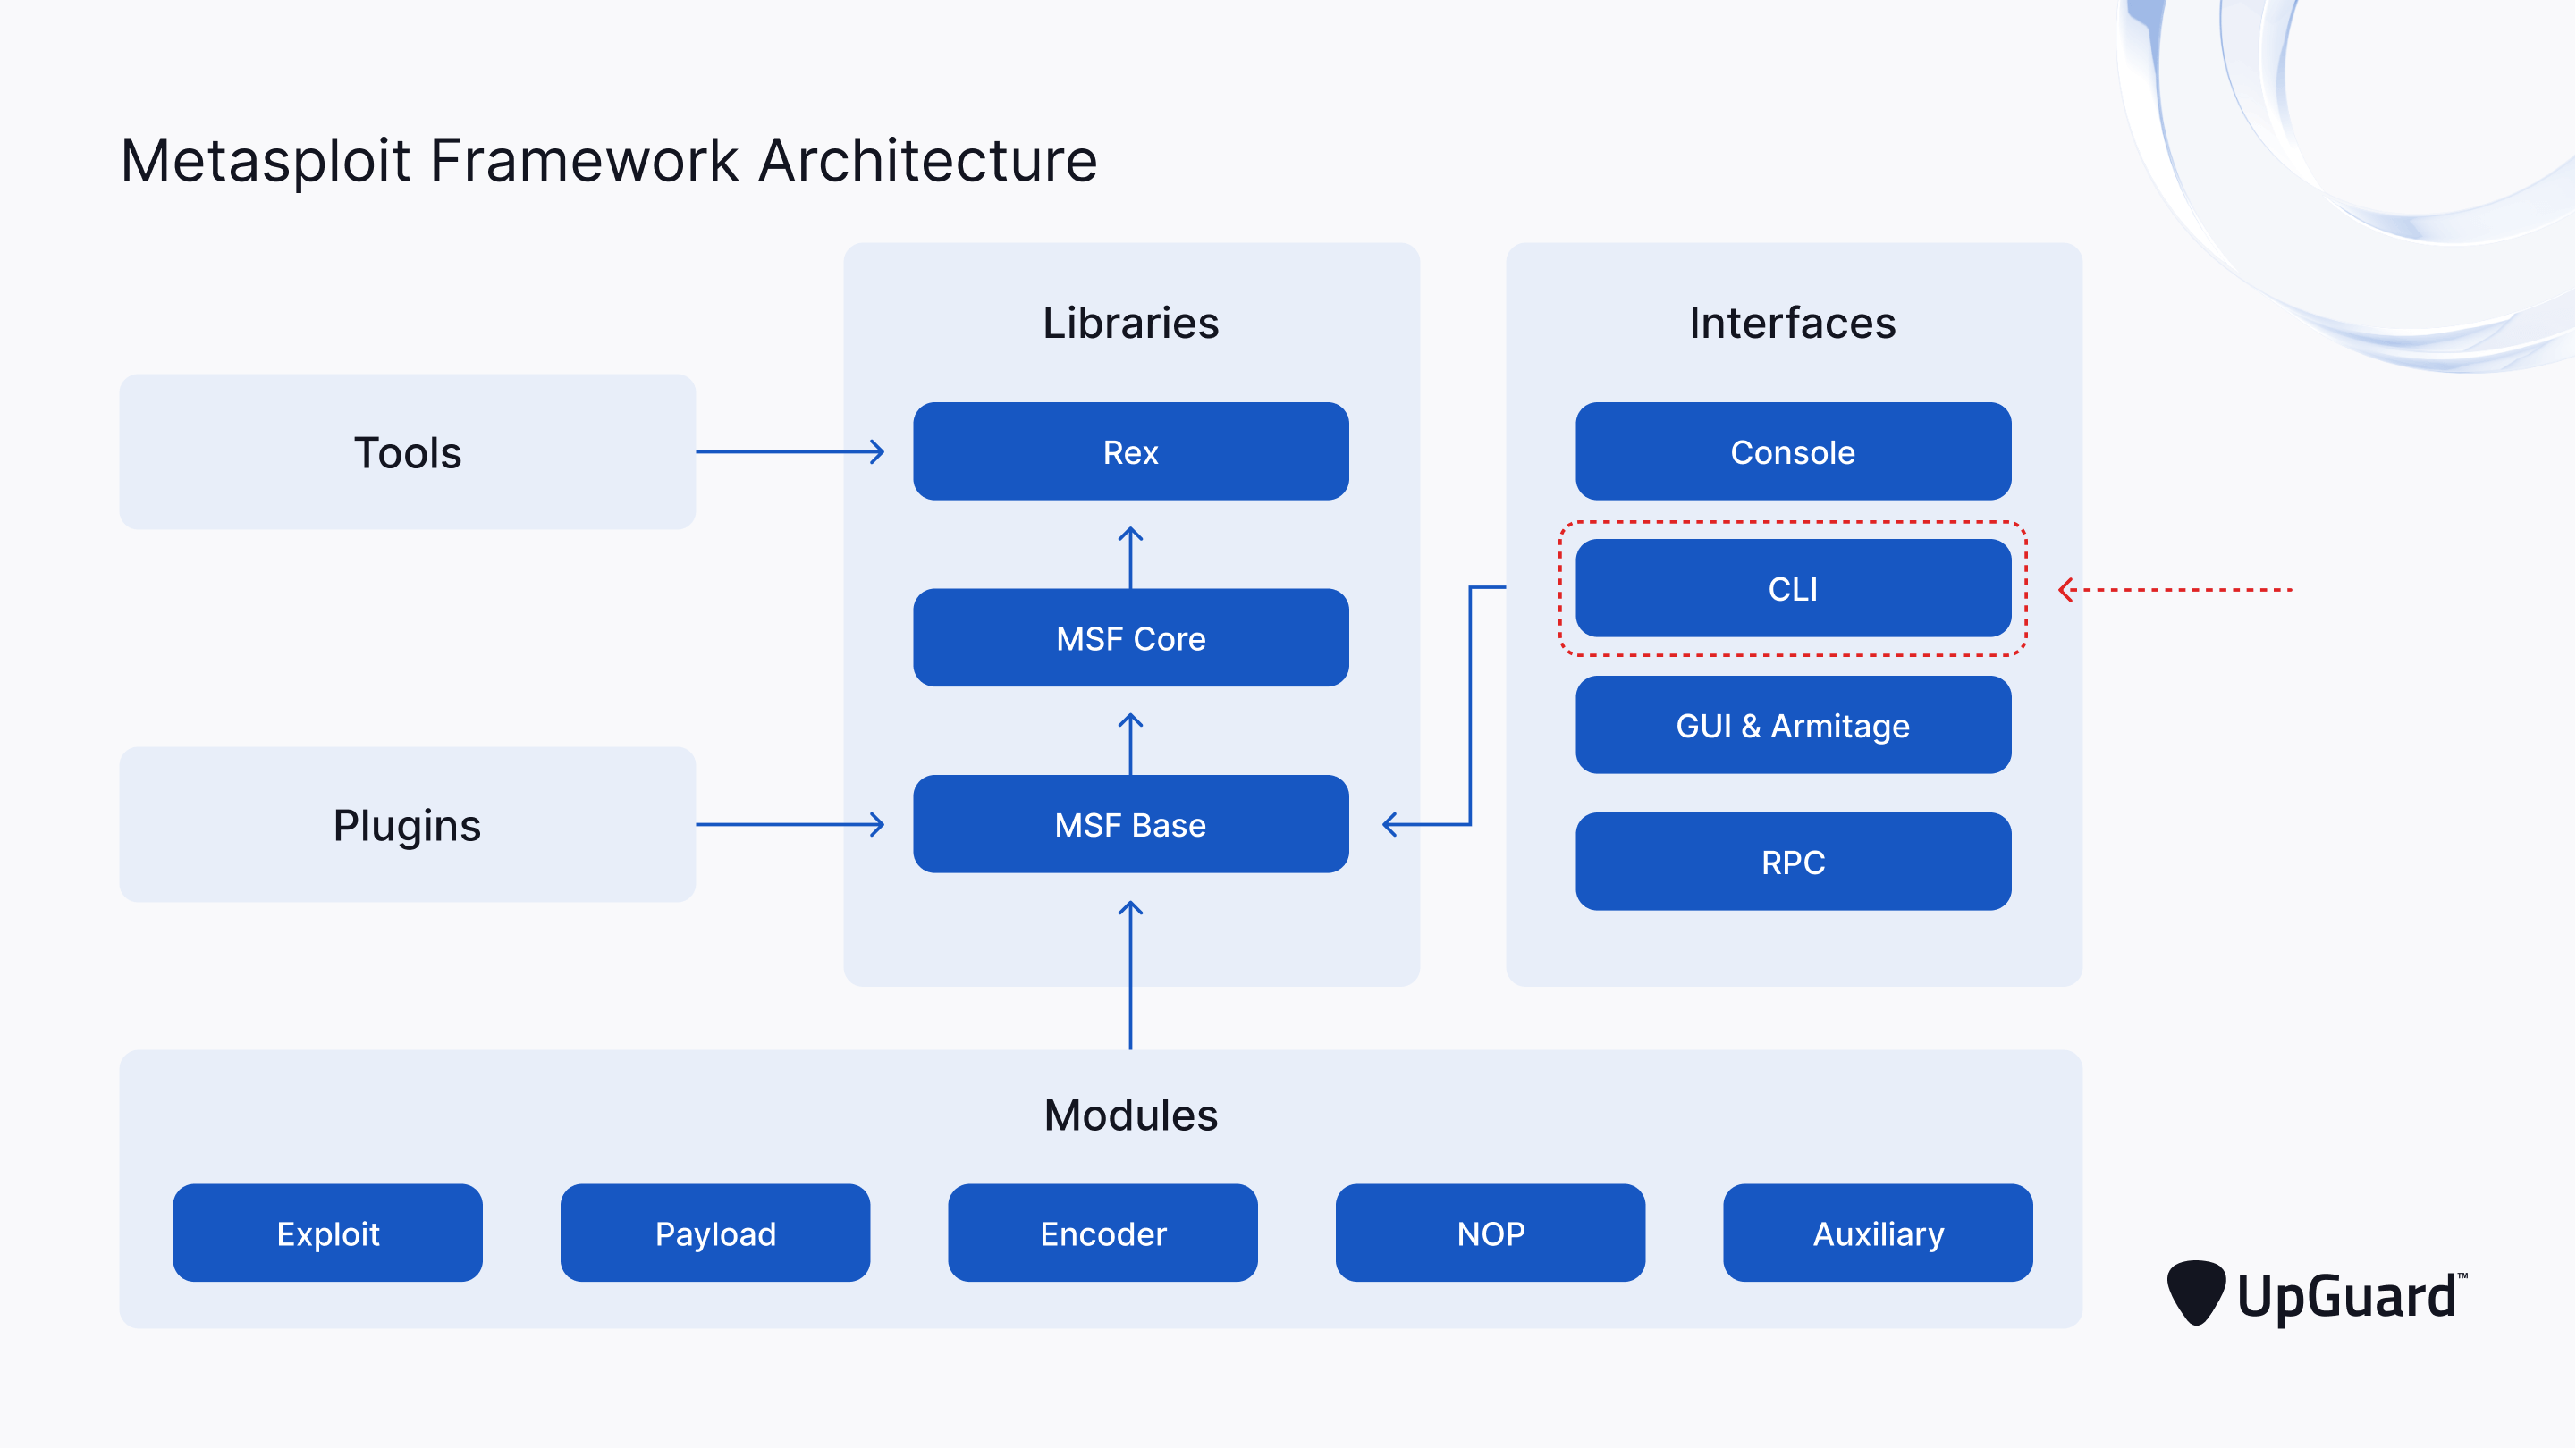 Metasploit Framework Architecture
Libraries
Interfaces
Tools
Rex
Console
CLI
MSF Core
GUI & Armitage
Plugins
MSF Base
RPC
Modules
Exploit
Payload
Encoder
NOP
Auxiliary
UpGuard™